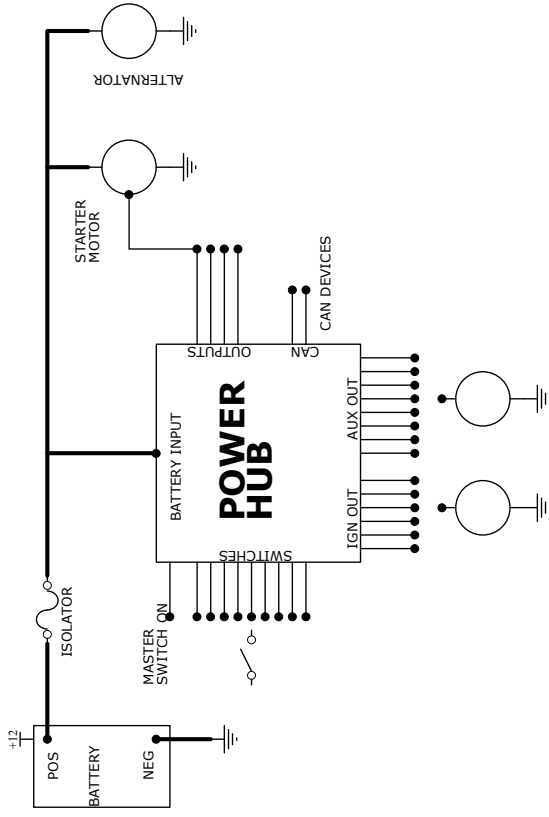 ALTERNATOR
STARTER
MOTOR
CAN DEVICES
OUTPUTS
CAN
BATTERY INPUT
POWER
HUB
AUX OUT
IGN OUT
SWITCHES
MASTER
SWITCH ON
ISOLATOR
+12
POS
BATTERY
NEG